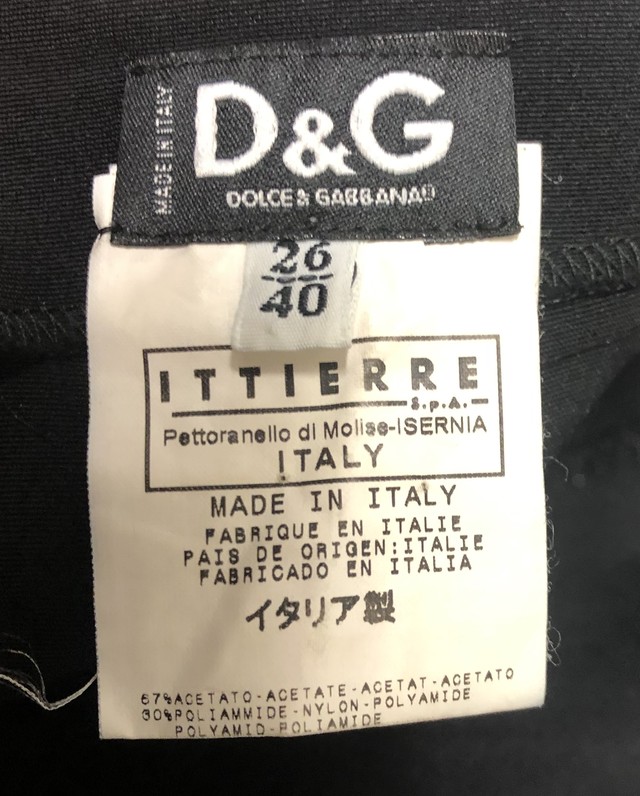 MADE IN ITALY
D&G
DOLCE & GABBANA®
26
40
ITTIERRE
S.p.A.
Pettoranello di Molise-ISERNIA
ITALY
MADE IN ITALY
FABRIQUE EN ITALIE
PAIS DE ORIGEN:ITALIE
FABRICADO EN ITALIA
イタリア製
67%ACETATO-ACETATE-ACETAT-ACETATO
30%POLIAMMIDE-NYLON-POLYAMIDE
POLYAMID-POLIAMIDE